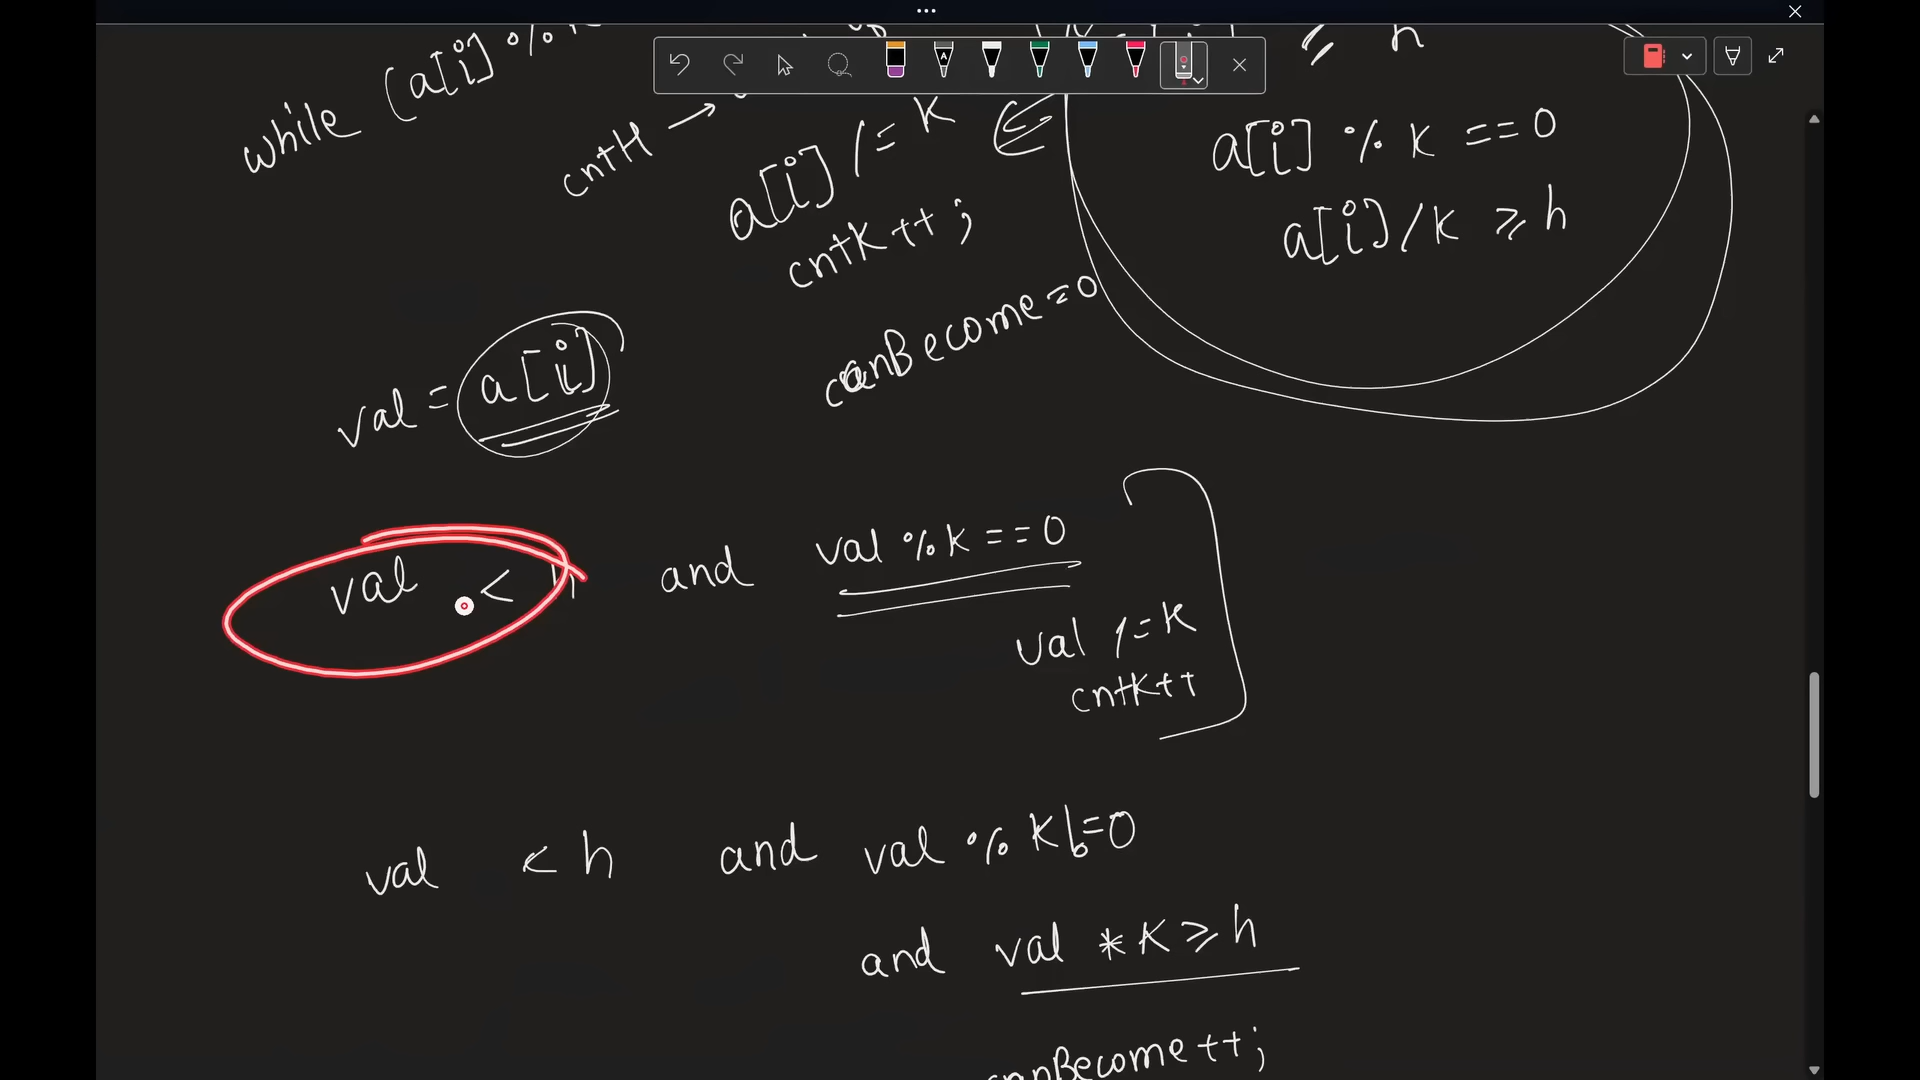 while (a[i] %
cntH →
a[i] /= K
cntK++;
a[i] % K == 0
a[i]/K ≥ h
canBecome = 0
val = a[i]
val < h and val % K == 0
val /= K
cntK++
val < h and val % K != 0
and val * K ≥ h
canBecome++;